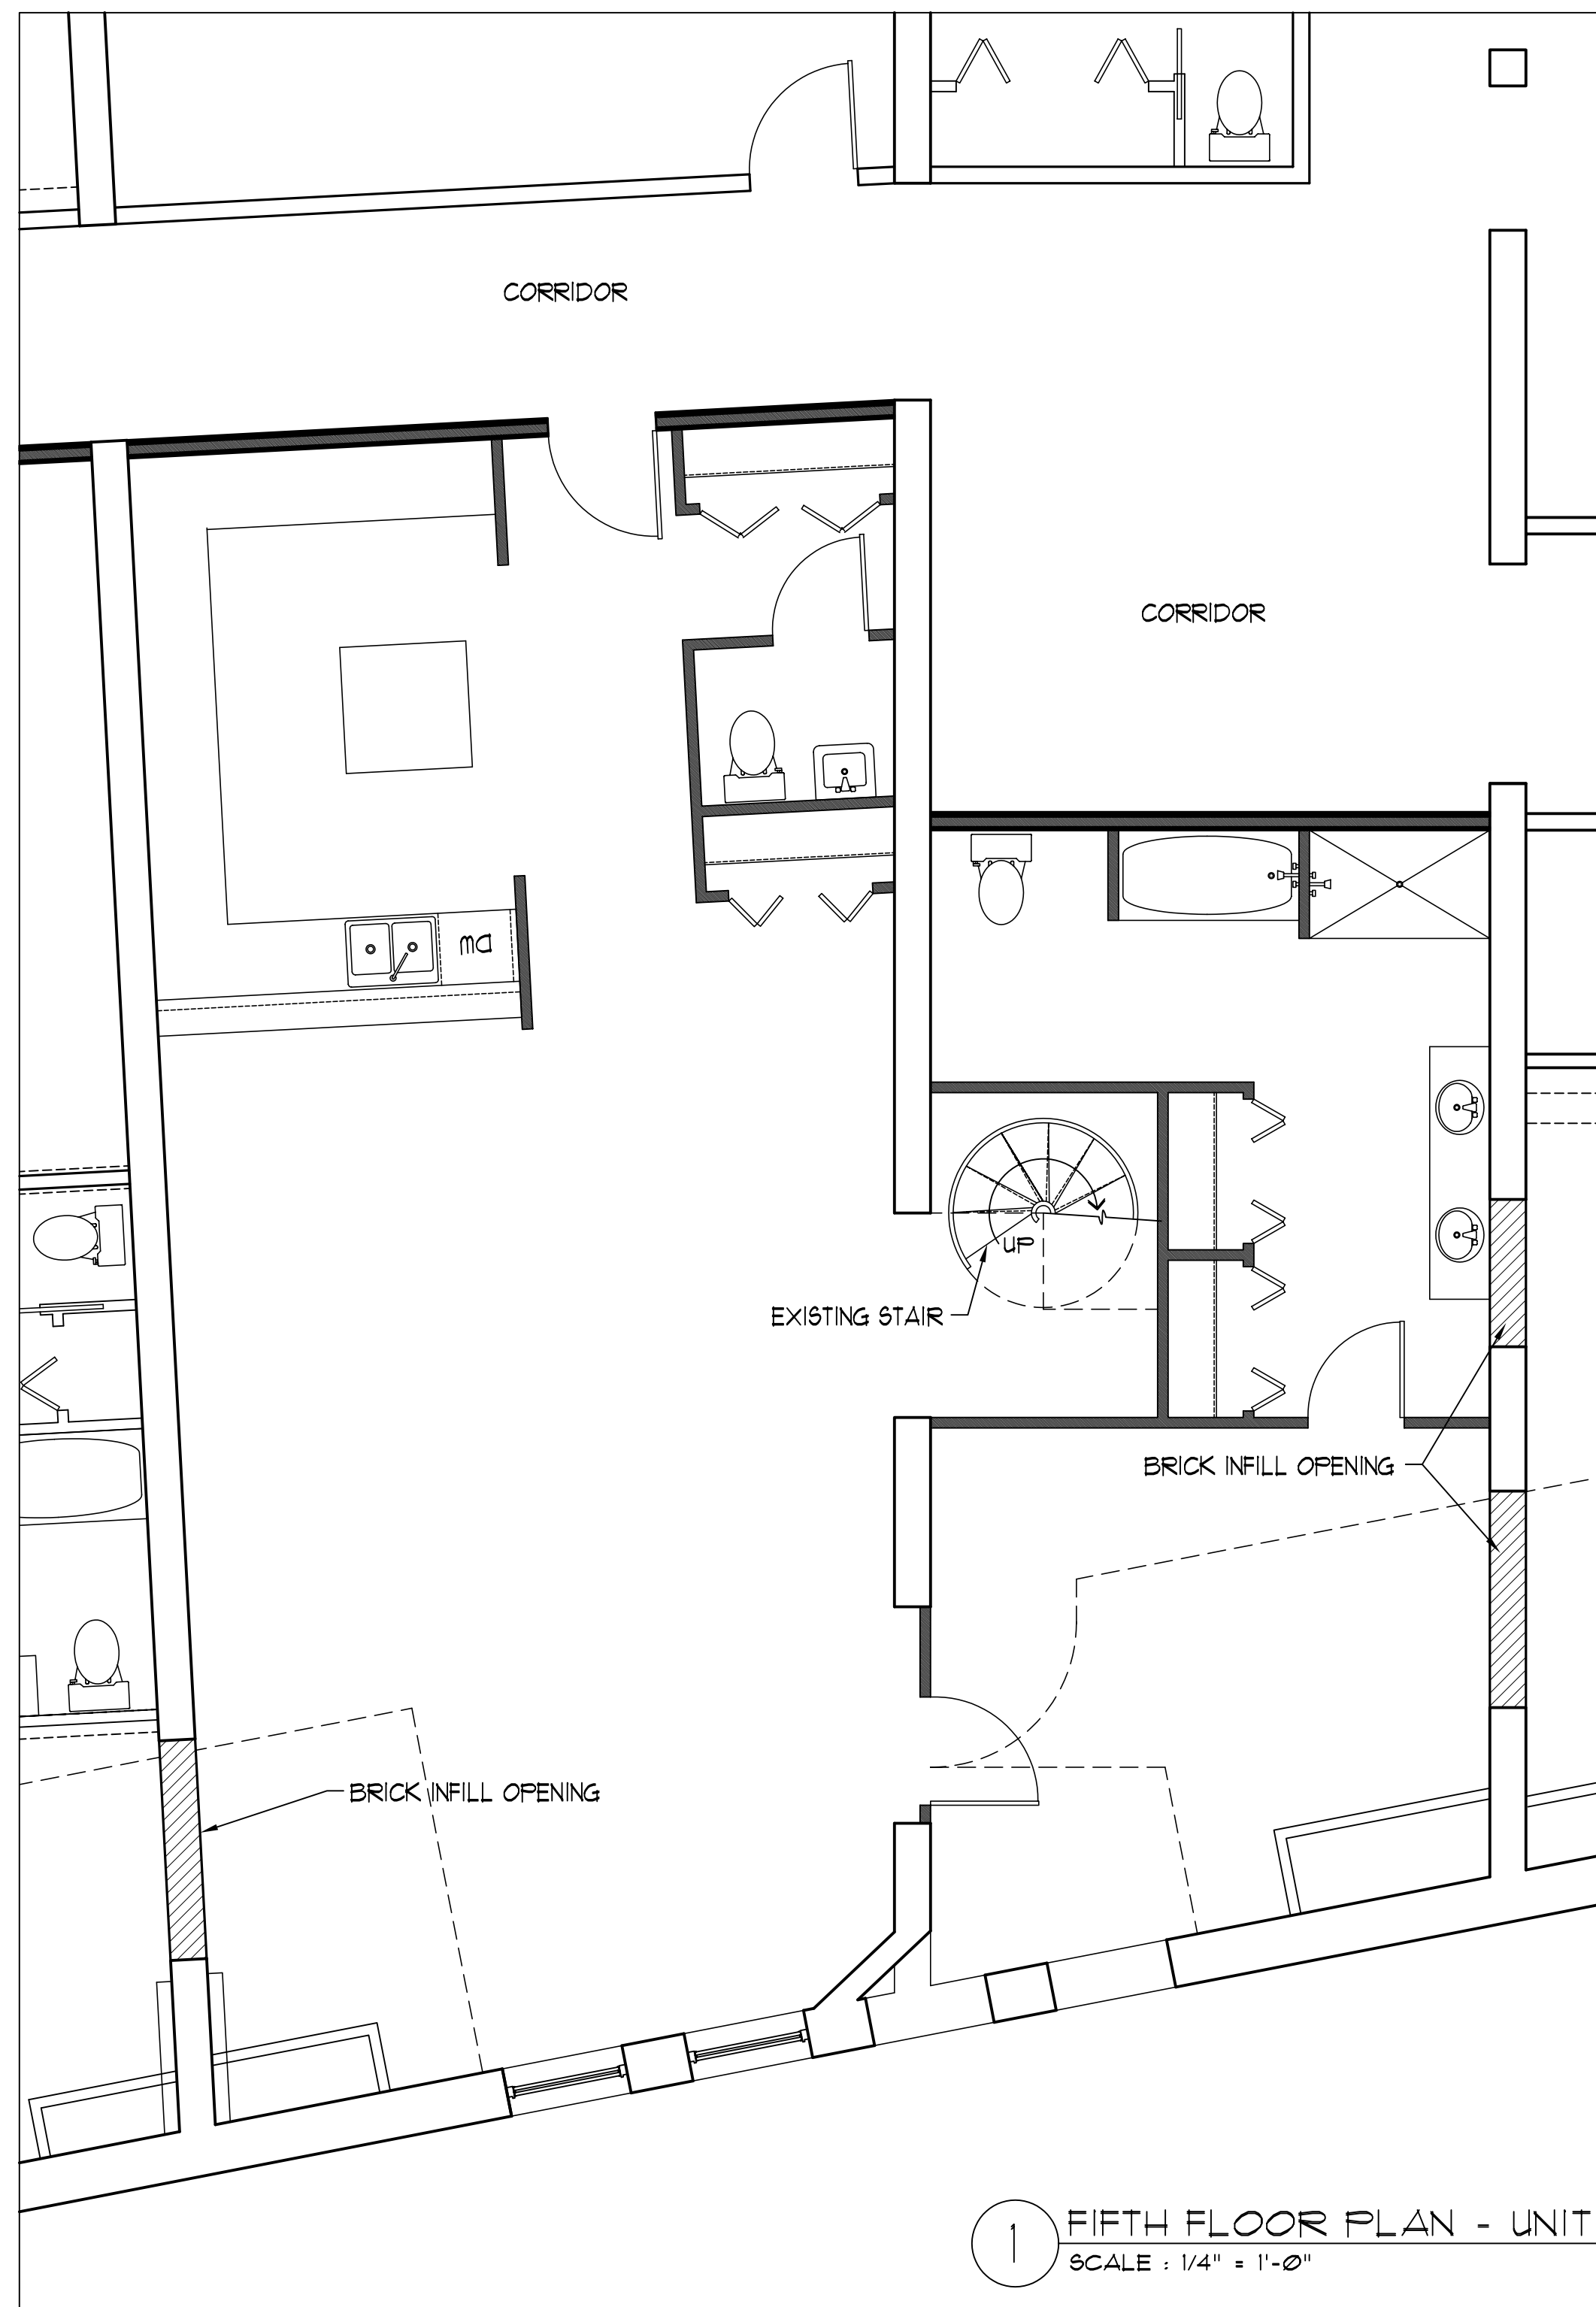 CORRIDOR
CORRIDOR
DW
UP
EXISTING STAIR
BRICK INFILL OPENING
BRICK INFILL OPENING
1
FIFTH FLOOR PLAN - UNIT
SCALE : 1/4" = 1'-0"